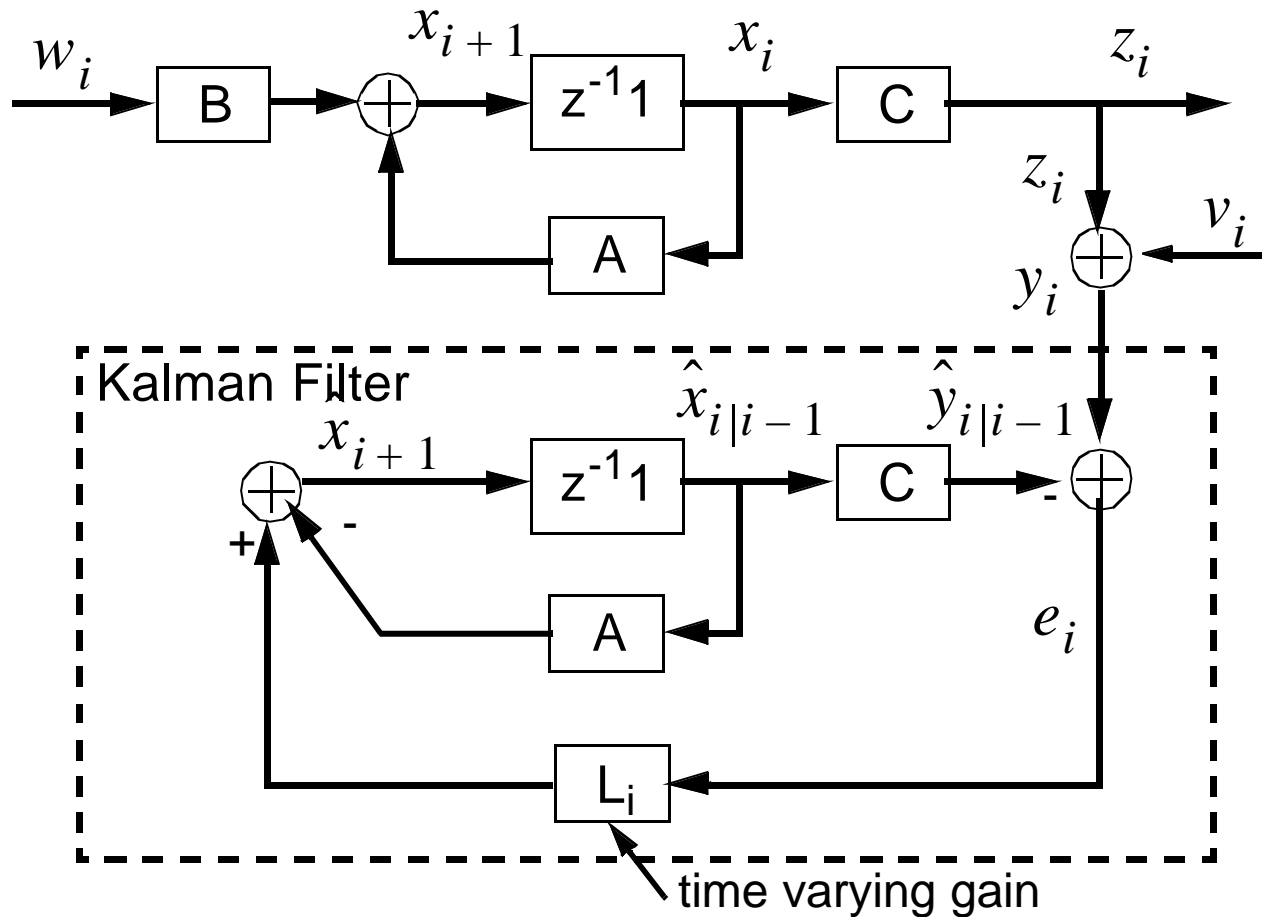 w_i
B
x_{i + 1}
z^{-1}1
x_i
C
z_i
A
z_i
v_i
y_i
Kalman Filter
x̂_{i + 1}
z^{-1}1
x̂_{i|i – 1}
C
ŷ_{i|i – 1}
-
-
+
A
e_i
L_i
time varying gain